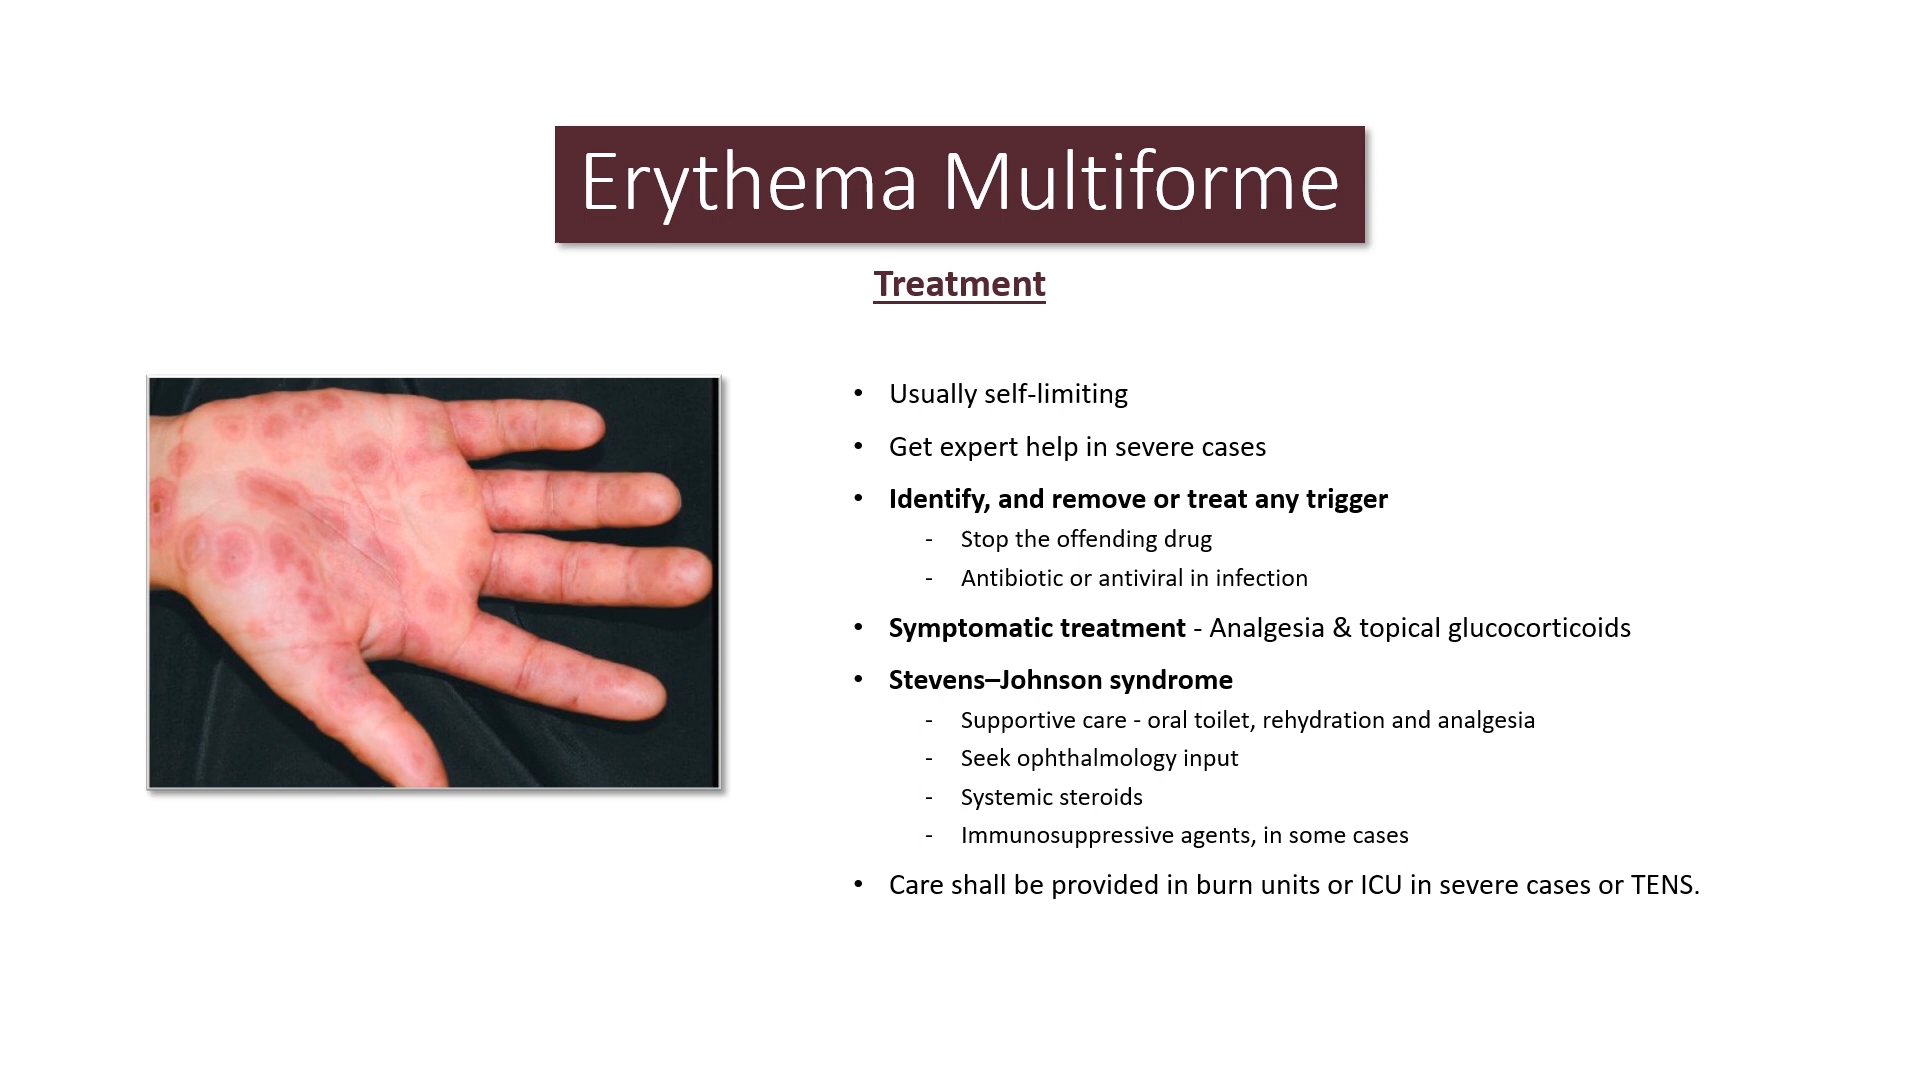 Erythema Multiforme
Treatment
• Usually self-limiting
• Get expert help in severe cases
• Identify, and remove or treat any trigger
- Stop the offending drug
- Antibiotic or antiviral in infection
• Symptomatic treatment - Analgesia & topical glucocorticoids
• Stevens–Johnson syndrome
- Supportive care - oral toilet, rehydration and analgesia
- Seek ophthalmology input
- Systemic steroids
- Immunosuppressive agents, in some cases
• Care shall be provided in burn units or ICU in severe cases or TENS.